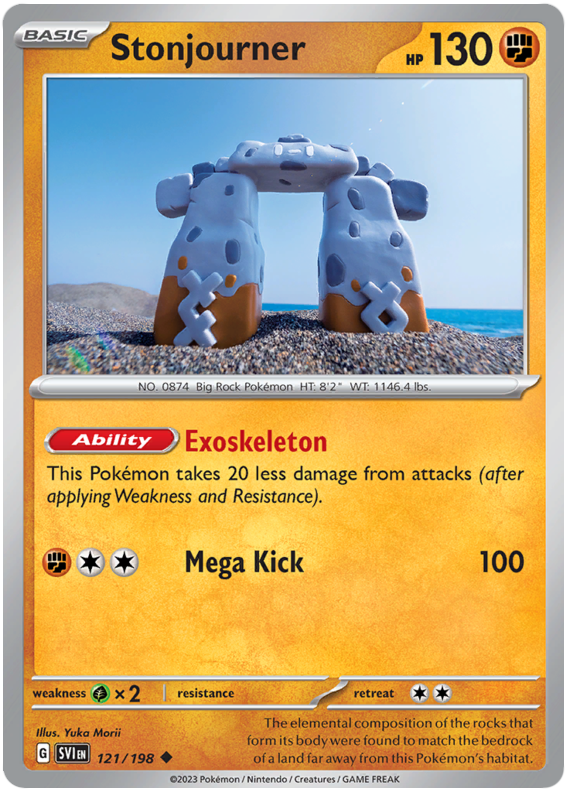 BASIC
Stonjourner
HP 130
NO. 0874 Big Rock Pokémon HT: 8'2" WT: 1146.4 lbs.
Ability Exoskeleton
This Pokémon takes 20 less damage from attacks (after
applying Weakness and Resistance).
Mega Kick 100
weakness ×2 resistance retreat
Illus. Yuka Morii
G SVI EN 121/198
The elemental composition of the rocks that
form its body were found to match the bedrock
of a land far away from this Pokémon's habitat.
©2023 Pokémon / Nintendo / Creatures / GAME FREAK